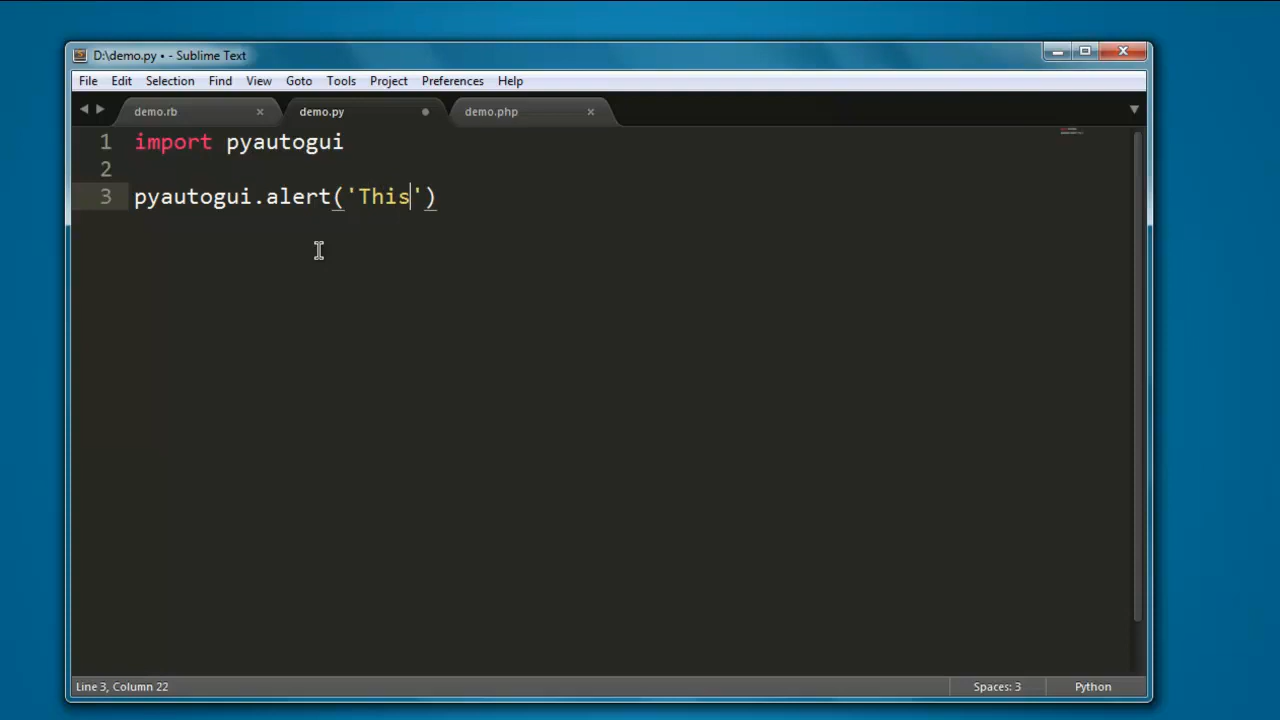 D:\demo.py • - Sublime Text
File Edit Selection Find View Goto Tools Project Preferences Help
demo.rb × demo.py demo.php ×
1 import pyautogui
2
3 pyautogui.alert('This')
Line 3, Column 22 Spaces: 3 Python